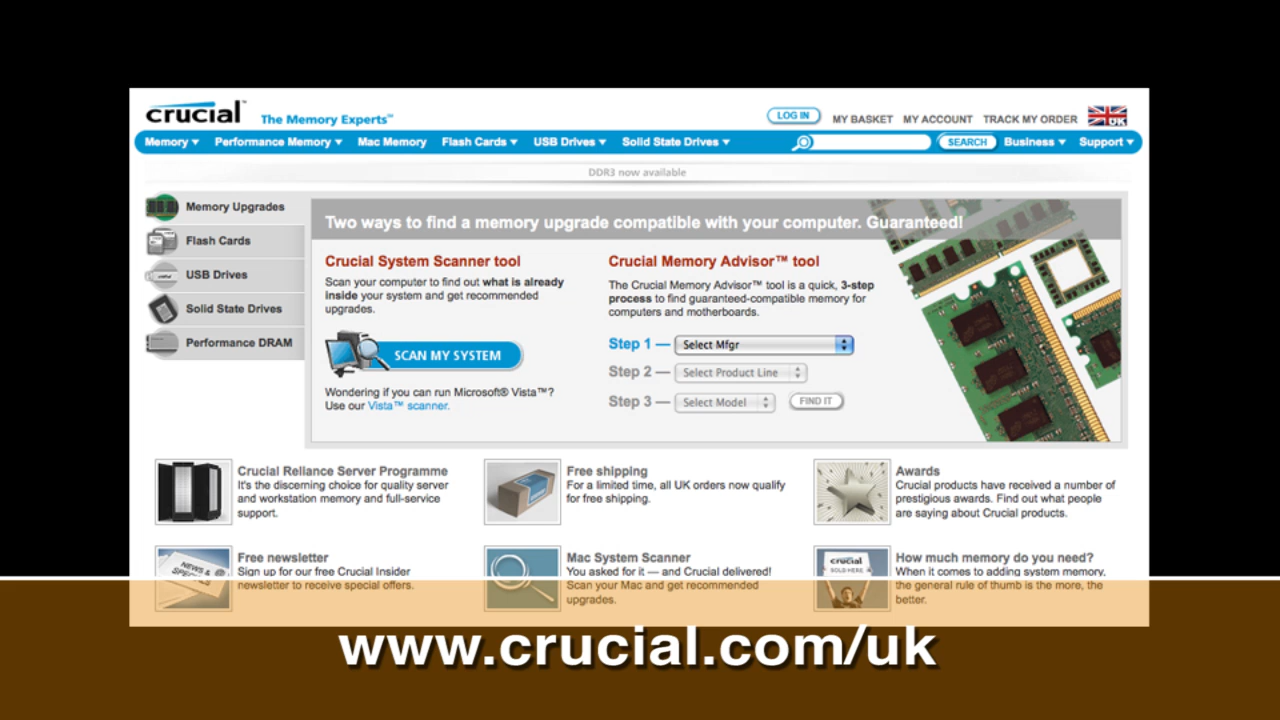 crucial™ The Memory Experts™
LOG IN MY BASKET MY ACCOUNT TRACK MY ORDER UK
Memory Performance Memory Mac Memory Flash Cards USB Drives Solid State Drives SEARCH Business Support
DDR3 now available
Memory Upgrades
Flash Cards
USB Drives
Solid State Drives
Performance DRAM
Two ways to find a memory upgrade compatible with your computer. Guaranteed!
Crucial System Scanner tool
Scan your computer to find out what is already
inside your system and get recommended
upgrades.
SCAN MY SYSTEM
Wondering if you can run Microsoft® Vista™?
Use our Vista™ scanner.
Crucial Memory Advisor™ tool
The Crucial Memory Advisor™ tool is a quick, 3-step
process to find guaranteed-compatible memory for
computers and motherboards.
Step 1 — Select Mfgr
Step 2 — Select Product Line
Step 3 — Select Model FIND IT
Crucial Reliance Server Programme
It's the discerning choice for quality server
and workstation memory and full-service
support.
Free shipping
For a limited time, all UK orders now qualify
for free shipping.
Awards
Crucial products have received a number of
prestigious awards. Find out what people
are saying about Crucial products.
NEWS &
Free newsletter
Sign up for our free Crucial Insider
newsletter to receive special offers.
Mac System Scanner
You asked for it — and Crucial delivered!
Scan your Mac and get recommended
upgrades.
crucial
SOLD HERE
How much memory do you need?
When it comes to adding system memory,
the general rule of thumb is the more, the
better.
www.crucial.com/uk